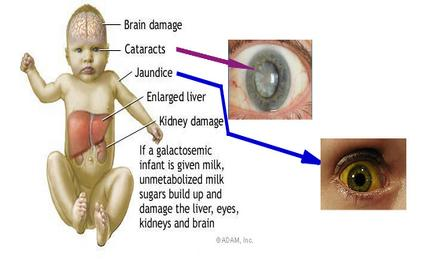 Brain damage
Cataracts
Jaundice
Enlarged liver
Kidney damage
If a galactosemic
infant is given milk,
unmetabolized milk
sugars build up and
damage the liver, eyes,
kidneys and brain
©ADAM, Inc.